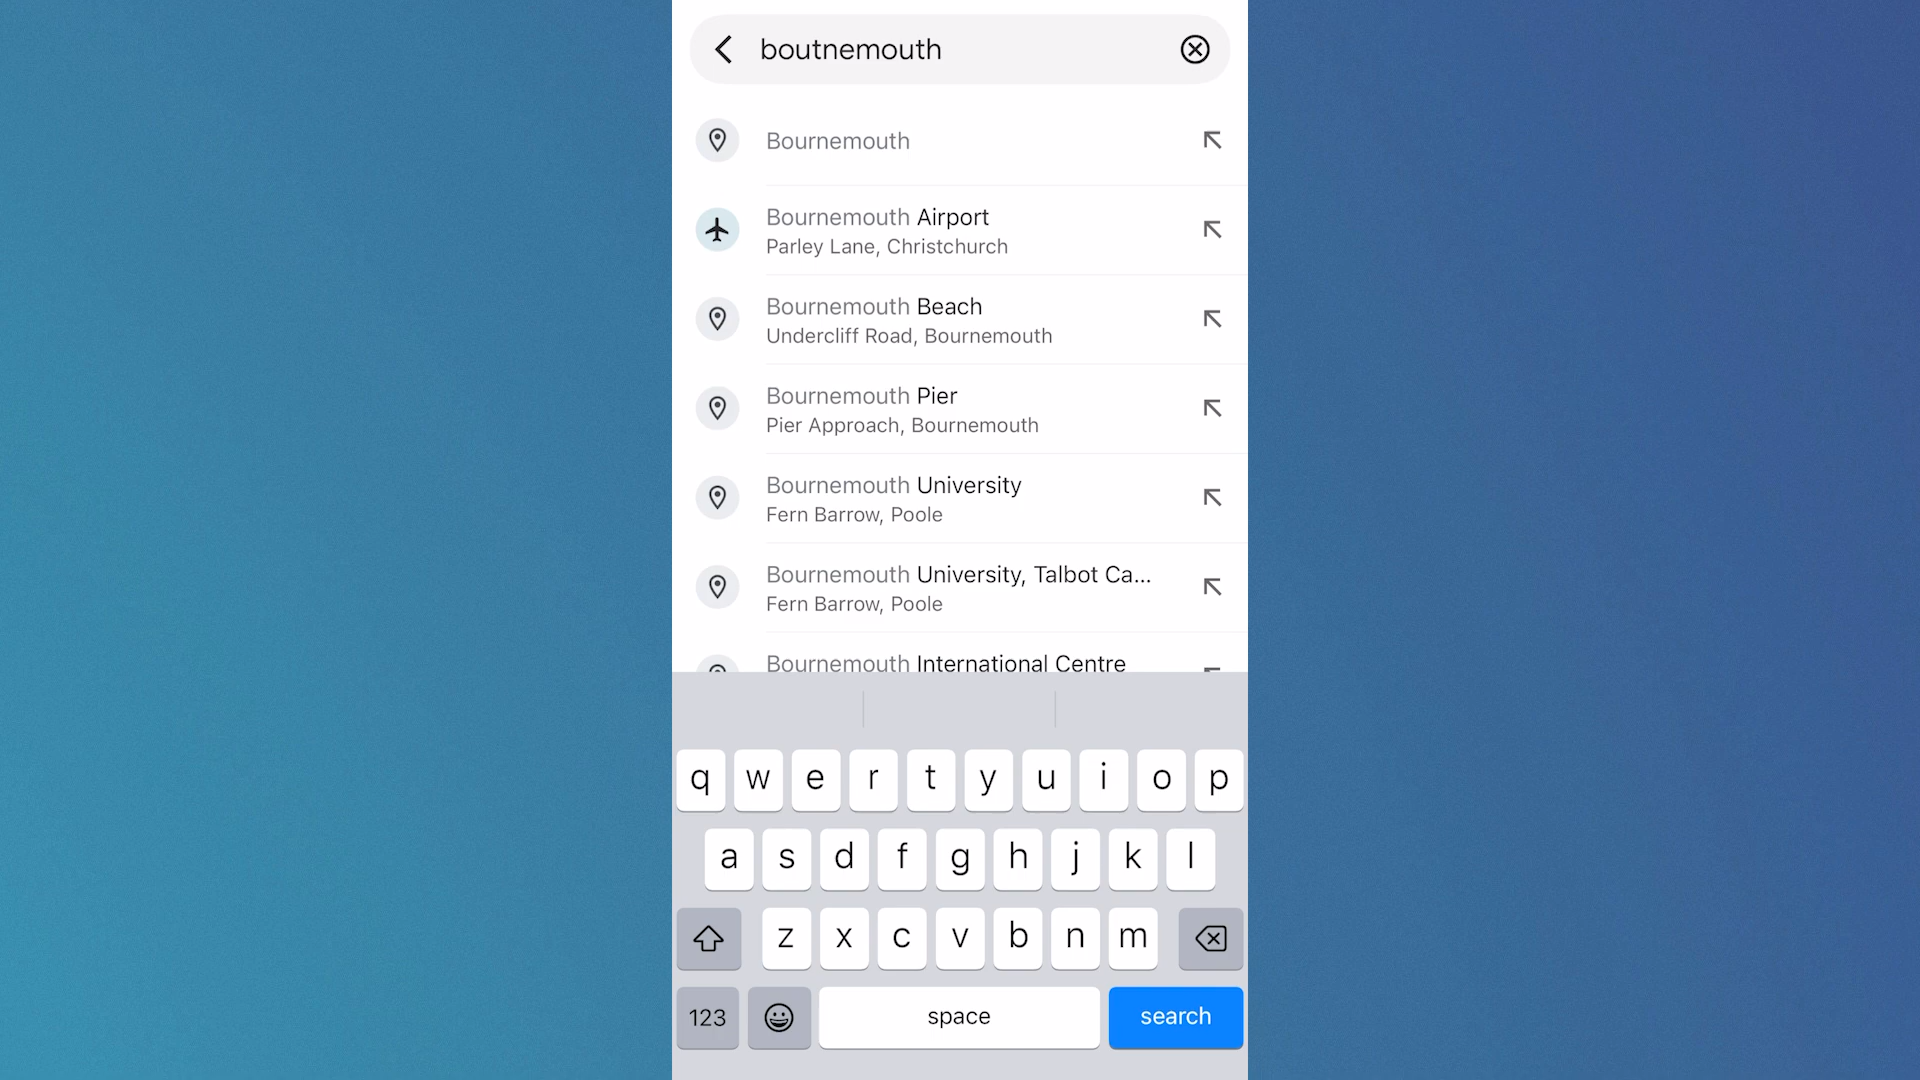 boutnemouth
Bournemouth
Bournemouth Airport
Parley Lane, Christchurch
Bournemouth Beach
Undercliff Road, Bournemouth
Bournemouth Pier
Pier Approach, Bournemouth
Bournemouth University
Fern Barrow, Poole
Bournemouth University, Talbot Ca...
Fern Barrow, Poole
Bournemouth International Centre
q w e r t y u i o p
a s d f g h j k l
z x c v b n m
123 space search